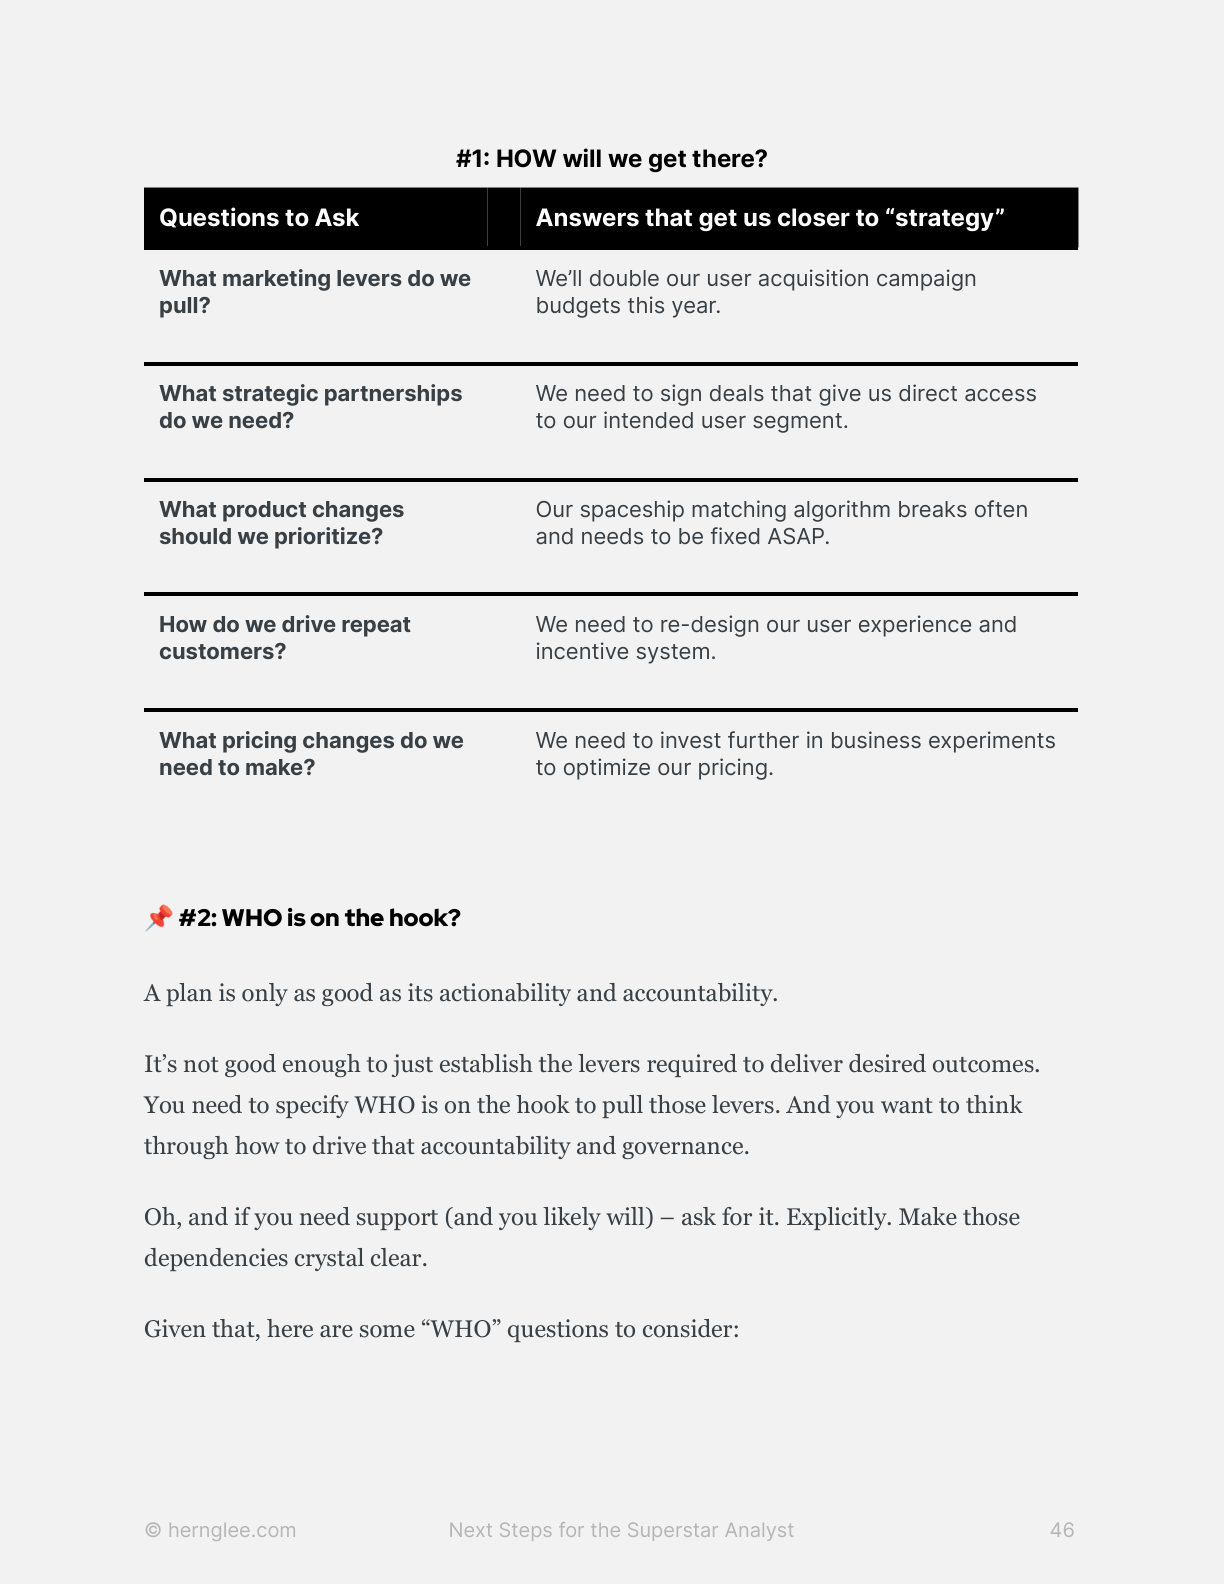 #1: HOW will we get there?
Questions to Ask
Answers that get us closer to “strategy”
What marketing levers do we
pull?
We’ll double our user acquisition campaign
budgets this year.
What strategic partnerships
do we need?
We need to sign deals that give us direct access
to our intended user segment.
What product changes
should we prioritize?
Our spaceship matching algorithm breaks often
and needs to be fixed ASAP.
How do we drive repeat
customers?
We need to re-design our user experience and
incentive system.
What pricing changes do we
need to make?
We need to invest further in business experiments
to optimize our pricing.
📌 #2: WHO is on the hook?
A plan is only as good as its actionability and accountability.
It’s not good enough to just establish the levers required to deliver desired outcomes.
You need to specify WHO is on the hook to pull those levers. And you want to think
through how to drive that accountability and governance.
Oh, and if you need support (and you likely will) – ask for it. Explicitly. Make those
dependencies crystal clear.
Given that, here are some “WHO” questions to consider:
© hernglee.com
Next Steps for the Superstar Analyst
46